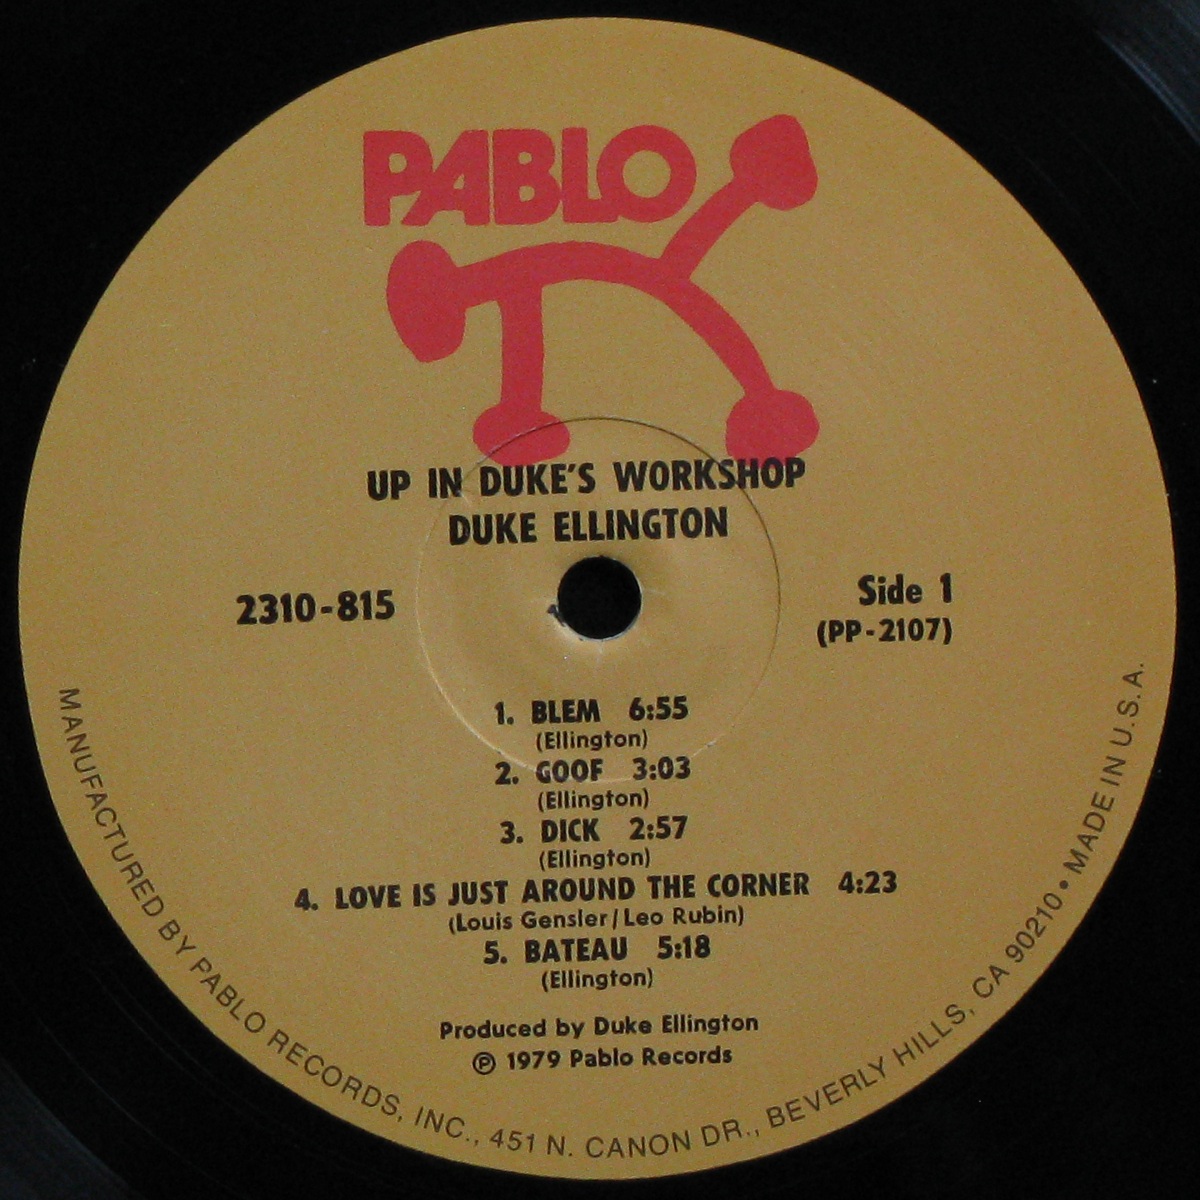 PABLO
UP IN DUKE'S WORKSHOP
DUKE ELLINGTON
2310-815
Side 1
(PP-2107)
1. BLEM 6:55
(Ellington)
2. GOOF 3:03
(Ellington)
3. DICK 2:57
(Ellington)
4. LOVE IS JUST AROUND THE CORNER 4:23
(Louis Gensler/Leo Rubin)
5. BATEAU 5:18
(Ellington)
Produced by Duke Ellington
℗ 1979 Pablo Records
MANUFACTURED BY PABLO RECORDS, INC., 451 N. CANON DR., BEVERLY HILLS, CA 90210 • MADE IN U.S.A.